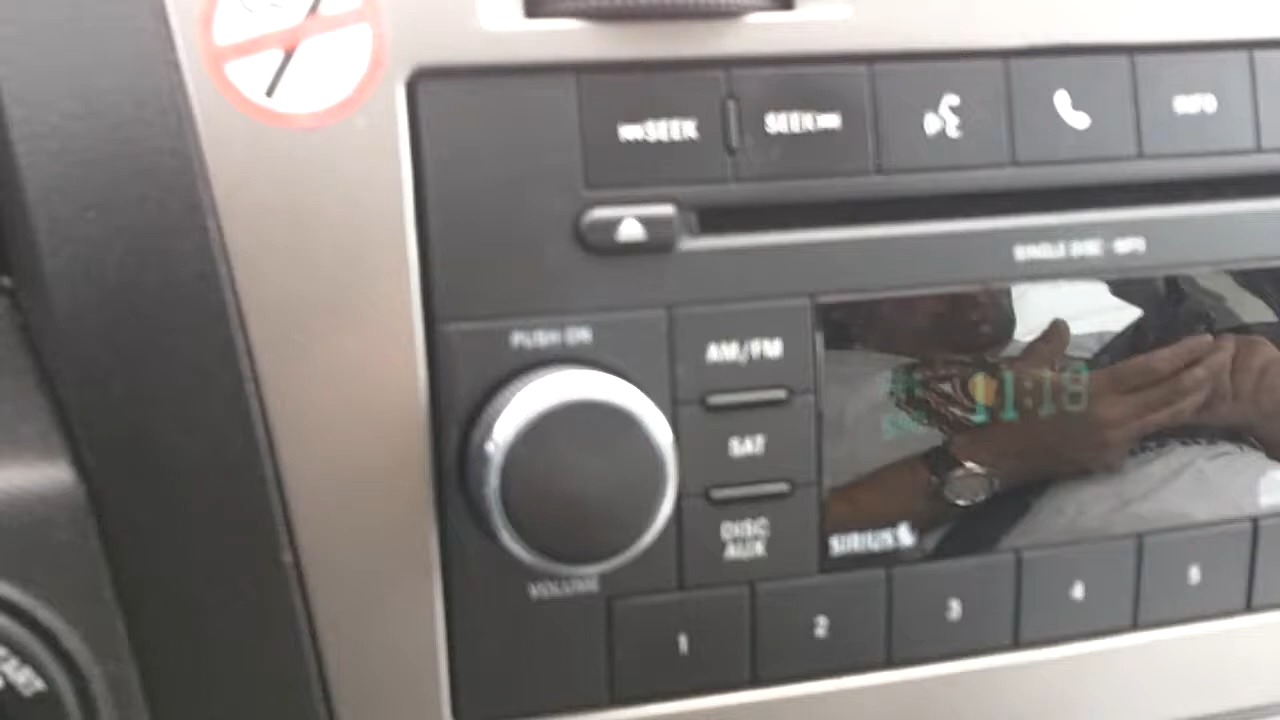 SEEK
SEEK
INFO
SINGLE DISC MP3
PUSH ON
AM/FM
SAT
11:18
DISC
AUX
SIRIUS
VOLUME
1
2
3
4
5